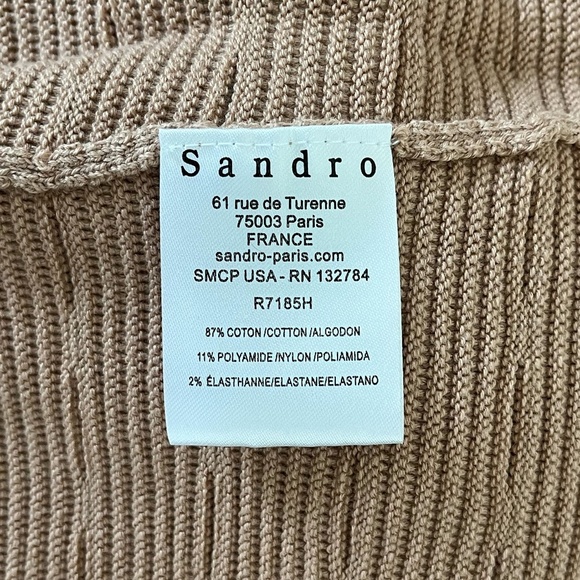 Sandro
61 rue de Turenne
75003 Paris
FRANCE
sandro-paris.com
SMCP USA - RN 132784
R7185H
87% COTON/COTTON/ALGODON
11% POLYAMIDE/NYLON/POLIAMIDA
2% ÉLASTHANNE/ELASTANE/ELASTANO